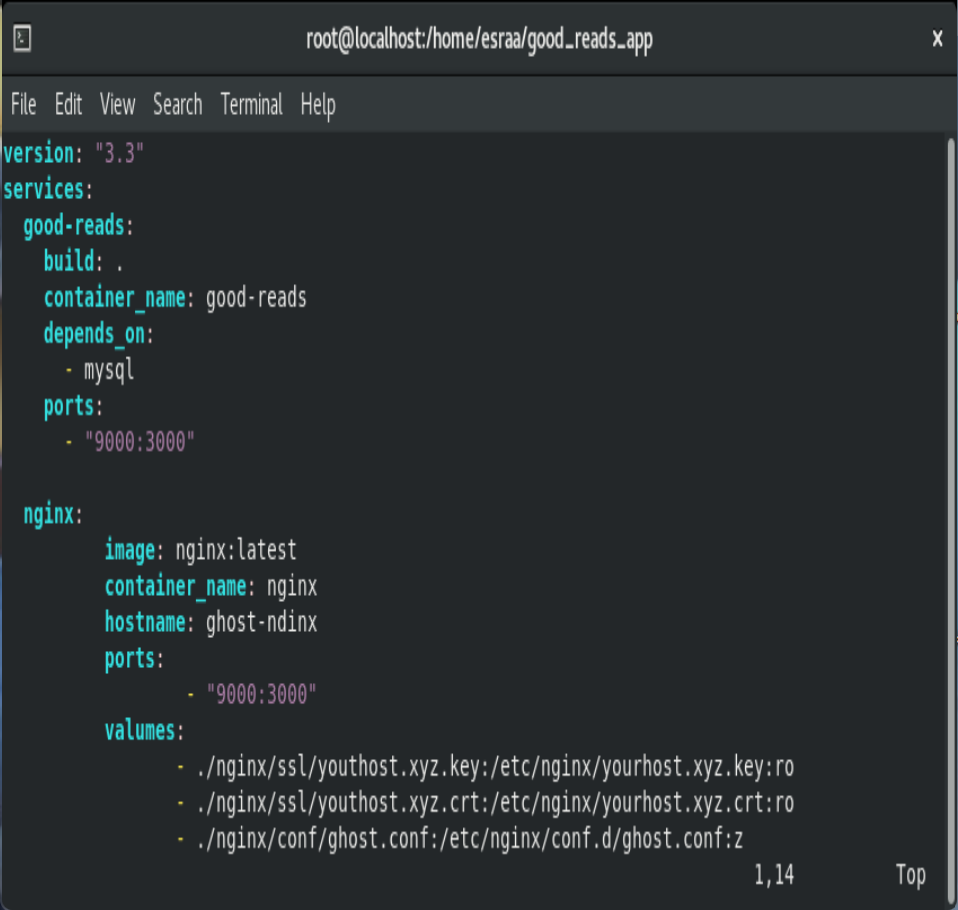 root@localhost:/home/esraa/good_reads_app x
File Edit View Search Terminal Help
version: "3.3"
services:
  good-reads:
    build: .
    container_name: good-reads
    depends_on:
      - mysql
    ports:
      - "9000:3000"
  nginx:
          image: nginx:latest
          container_name: nginx
          hostname: ghost-ndinx
          ports:
                  - "9000:3000"
          valumes:
                 - ./nginx/ssl/youthost.xyz.key:/etc/nginx/yourhost.xyz.key:ro
                 - ./nginx/ssl/youthost.xyz.crt:/etc/nginx/yourhost.xyz.crt:ro
                 - ./nginx/conf/ghost.conf:/etc/nginx/conf.d/ghost.conf:z
1,14 Top